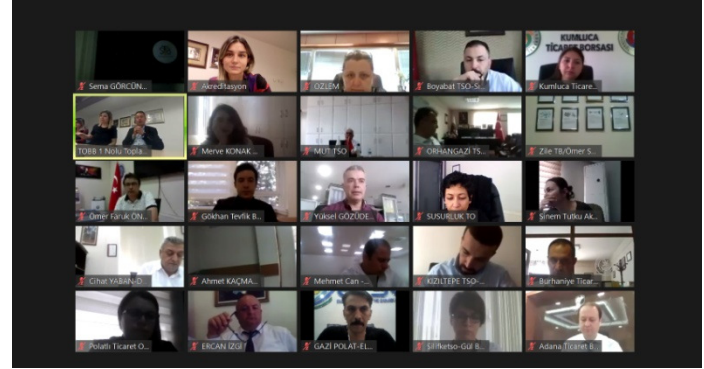 Sema GÖRCÜN...
Akreditasyon
ÖZLEM
Boyabat TSO-Si...
KUMLUCA
TİCARET BORSASI
Kumluca Ticare...
TOBB 1 Nolu Topla...
Merve KONAK ...
MUT TSO
ORHANGAZİ TS...
Zile TB/Ömer S...
Ömer Faruk ÖN...
Gökhan Tevfik B...
Yüksel GÖZÜDE...
SUSURLUK TO
Sinem Tutku Ak...
Cihat YABAN-D...
Ahmet KAÇMA...
Mehmet Can -...
KIZILTEPE TSO-...
Burhaniye Ticar...
Polatlı Ticaret O...
ERCAN İZGİ
GAZİ POLAT-EL...
Silifketso-Gül B...
Adana Ticaret B...